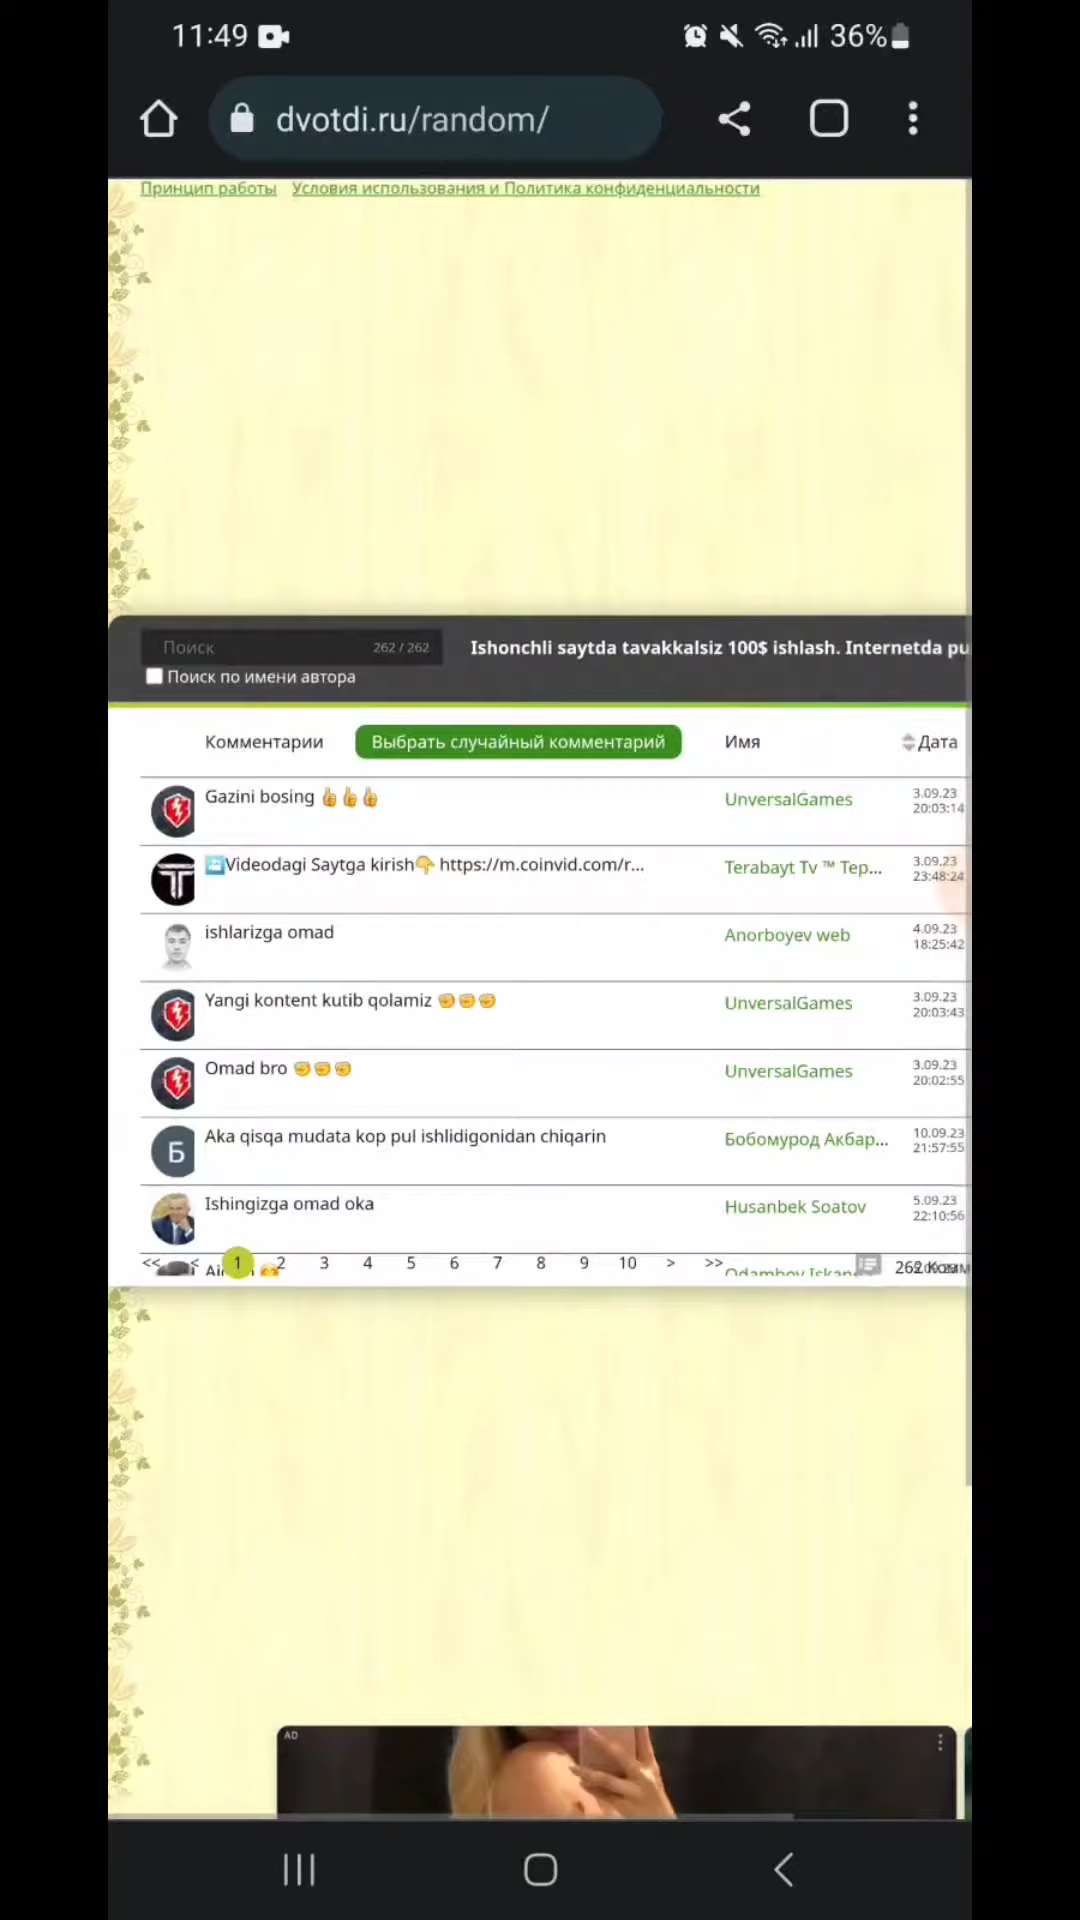 11:49
36%
dvotdi.ru/random/
Принцип работы Условия использования и Политика конфиденциальности
Поиск 262 / 262
Ishonchli saytda tavakkalsiz 100$ ishlash. Internetda pu
Поиск по имени автора
Комментарии Выбрать случайный комментарий Имя Дата
Gazini bosing 👍👍👍 UnversalGames 3.09.23 20:03:14
Videodagi Saytga kirish👇 https://m.coinvid.com/r... Terabayt Tv ™ Тер... 3.09.23 23:48:24
ishlarizga omad Anorboyev web 4.09.23 18:25:42
Yangi kontent kutib qolamiz ✊✊✊ UnversalGames 3.09.23 20:03:43
Omad bro ✊✊✊ UnversalGames 3.09.23 20:02:55
Б Aka qisqa mudata kop pul ishlidigonidan chiqarin Бобомурод Акбар... 10.09.23 21:57:55
Ishingizga omad oka Husanbek Soatov 5.09.23 22:10:56
<< < 1 2 3 4 5 6 7 8 9 10 > >> 262
AD